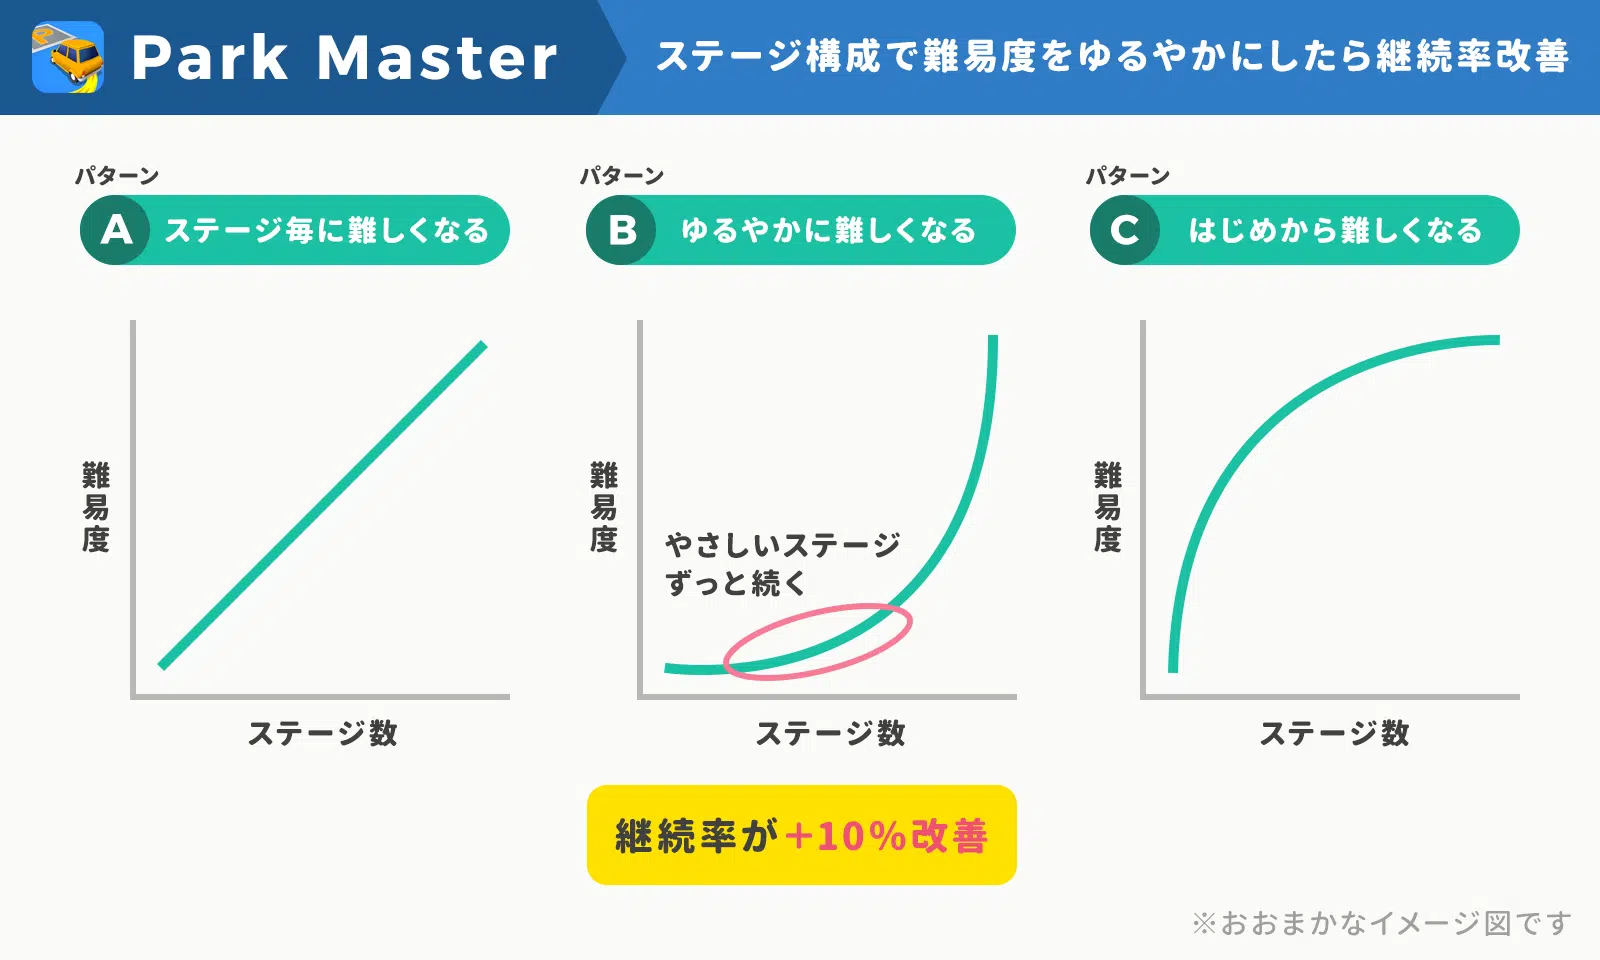 Park Master
ステージ構成で難易度をゆるやかにしたら継続率改善
パターン
A ステージ毎に難しくなる
難易度
ステージ数
パターン
B ゆるやかに難しくなる
難易度
やさしいステージ
ずっと続く
ステージ数
継続率が+10%改善
パターン
C はじめから難しくなる
難易度
ステージ数
※おおまかなイメージ図です